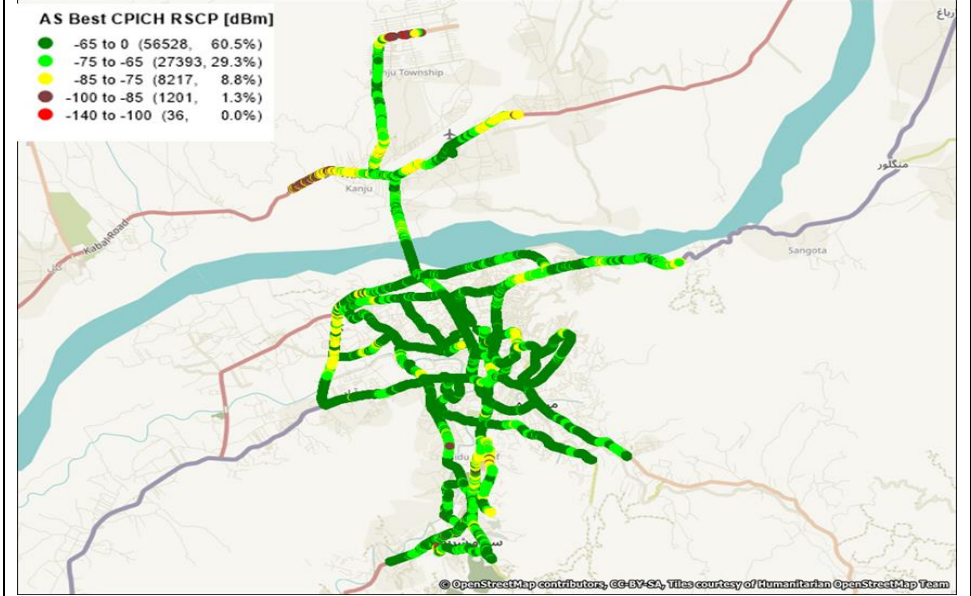 AS Best CPICH RSCP [dBm]
-65 to 0 (56528, 60.5%)
-75 to -65 (27393, 29.3%)
-85 to -75 (8217, 8.8%)
-100 to -85 (1201, 1.3%)
-140 to -100 (36, 0.0%)
Kanju Township
منگلور
Kanju
Kabal Road
Sangota
© OpenStreetMap contributors, CC-BY-SA, Tiles courtesy of Humanitarian OpenStreetMap Team